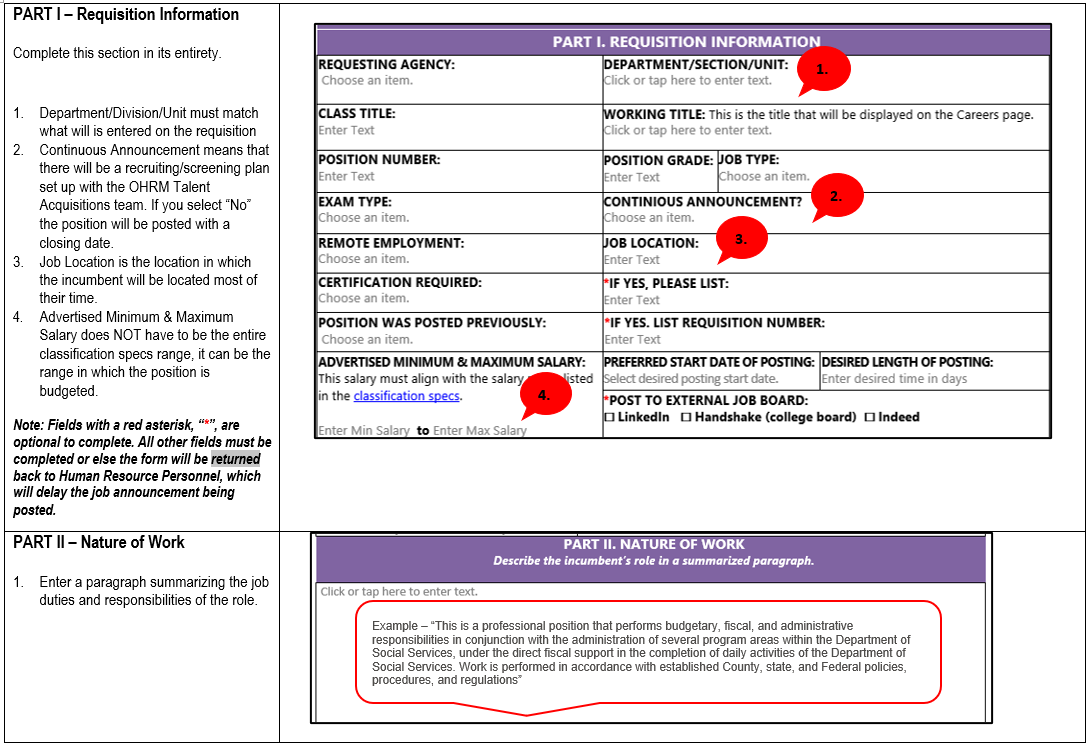 PART I – Requisition Information
Complete this section in its entirety.
1. Department/Division/Unit must match
what will is entered on the requisition
2. Continuous Announcement means that
there will be a recruiting/screening plan
set up with the OHRM Talent
Acquisitions team. If you select “No”
the position will be posted with a
closing date.
3. Job Location is the location in which
the incumbent will be located most of
their time.
4. Advertised Minimum & Maximum
Salary does NOT have to be the entire
classification specs range, it can be the
range in which the position is
budgeted.
Note: Fields with a red asterisk, “*”, are
optional to complete. All other fields must be
completed or else the form will be returned
back to Human Resource Personnel, which
will delay the job announcement being
posted.
PART I. REQUISITION INFORMATION
REQUESTING AGENCY:
Choose an item.
DEPARTMENT/SECTION/UNIT:
Click or tap here to enter text.
1.
CLASS TITLE:
Enter Text
WORKING TITLE: This is the title that will be displayed on the Careers page.
Click or tap here to enter text.
POSITION NUMBER:
Enter Text
POSITION GRADE:
Enter Text
JOB TYPE:
Choose an item.
EXAM TYPE:
Choose an item.
CONTINIOUS ANNOUNCEMENT?
Choose an item.
2.
REMOTE EMPLOYMENT:
Choose an item.
JOB LOCATION:
Enter Text
3.
CERTIFICATION REQUIRED:
Choose an item.
*IF YES, PLEASE LIST:
Enter Text
POSITION WAS POSTED PREVIOUSLY:
Choose an item.
*IF YES. LIST REQUISITION NUMBER:
Enter Text
ADVERTISED MINIMUM & MAXIMUM SALARY:
This salary must align with the salary listed
in the classification specs.
4.
Enter Min Salary to Enter Max Salary
PREFERRED START DATE OF POSTING:
Select desired posting start date.
DESIRED LENGTH OF POSTING:
Enter desired time in days
*POST TO EXTERNAL JOB BOARD:
☐ LinkedIn ☐ Handshake (college board) ☐ Indeed
PART II – Nature of Work
1. Enter a paragraph summarizing the job
duties and responsibilities of the role.
PART II. NATURE OF WORK
Describe the incumbent's role in a summarized paragraph.
Click or tap here to enter text.
Example – “This is a professional position that performs budgetary, fiscal, and administrative
responsibilities in conjunction with the administration of several program areas within the Department of
Social Services, under the direct fiscal support in the completion of daily activities of the Department of
Social Services. Work is performed in accordance with established County, state, and Federal policies,
procedures, and regulations”